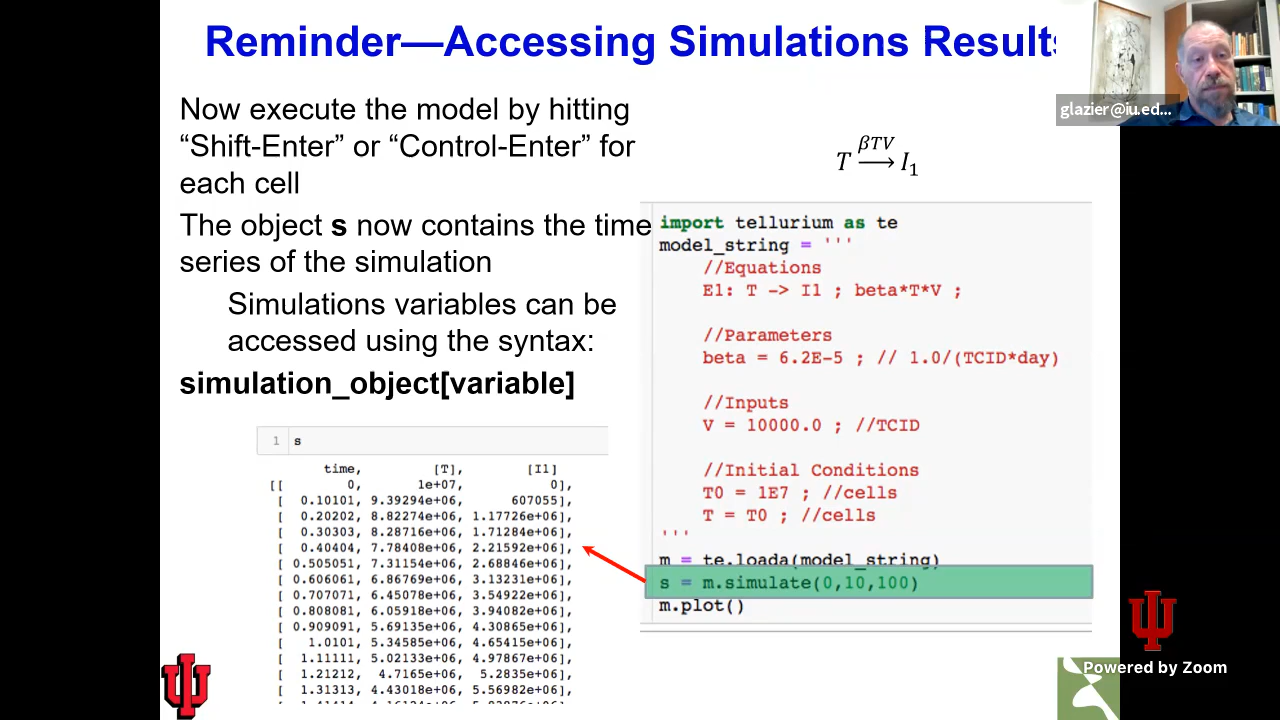 Reminder—Accessing Simulations Results
glazier@iu.ed...
Now execute the model by hitting
“Shift-Enter” or “Control-Enter” for
each cell
The object s now contains the time
series of the simulation
Simulations variables can be
accessed using the syntax:
simulation_object[variable]
βTV
T ⟶ I₁
import tellurium as te
model_string = '''
//Equations
E1: T -> I1 ; beta*T*V ;
//Parameters
beta = 6.2E-5 ; // 1.0/(TCID*day)
//Inputs
V = 10000.0 ; //TCID
//Initial Conditions
T0 = 1E7 ; //cells
T = T0 ; //cells
'''
m = te.loada(model_string)
s = m.simulate(0,10,100)
m.plot()
1 s
time, [T], [I1]
[[ 0, 1e+07, 0],
[ 0.10101, 9.39294e+06, 607055],
[ 0.20202, 8.82274e+06, 1.17726e+06],
[ 0.30303, 8.28716e+06, 1.71284e+06],
[ 0.40404, 7.78408e+06, 2.21592e+06],
[ 0.505051, 7.31154e+06, 2.68846e+06],
[ 0.606061, 6.86769e+06, 3.13231e+06],
[ 0.707071, 6.45078e+06, 3.54922e+06],
[ 0.808081, 6.05918e+06, 3.94082e+06],
[ 0.909091, 5.69135e+06, 4.30865e+06],
[ 1.0101, 5.34585e+06, 4.65415e+06],
[ 1.11111, 5.02133e+06, 4.97867e+06],
[ 1.21212, 4.7165e+06, 5.2835e+06],
[ 1.31313, 4.43018e+06, 5.56982e+06],
Powered by Zoom